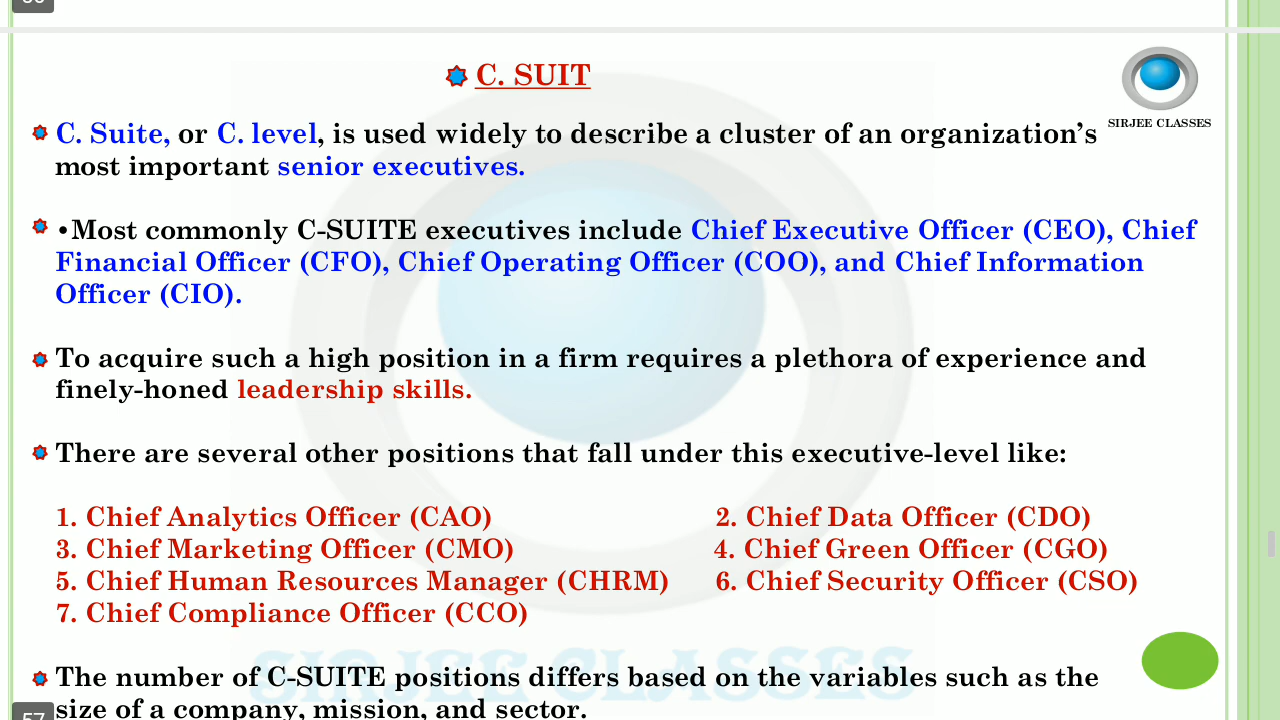 C. SUIT
SIRJEE CLASSES
C. Suite, or C. level, is used widely to describe a cluster of an organization’s
most important senior executives.
•Most commonly C-SUITE executives include Chief Executive Officer (CEO), Chief
Financial Officer (CFO), Chief Operating Officer (COO), and Chief Information
Officer (CIO).
To acquire such a high position in a firm requires a plethora of experience and
finely-honed leadership skills.
There are several other positions that fall under this executive-level like:
1. Chief Analytics Officer (CAO) 2. Chief Data Officer (CDO)
3. Chief Marketing Officer (CMO) 4. Chief Green Officer (CGO)
5. Chief Human Resources Manager (CHRM) 6. Chief Security Officer (CSO)
7. Chief Compliance Officer (CCO)
SIRJEE CLASSES
The number of C-SUITE positions differs based on the variables such as the
size of a company, mission, and sector.
57